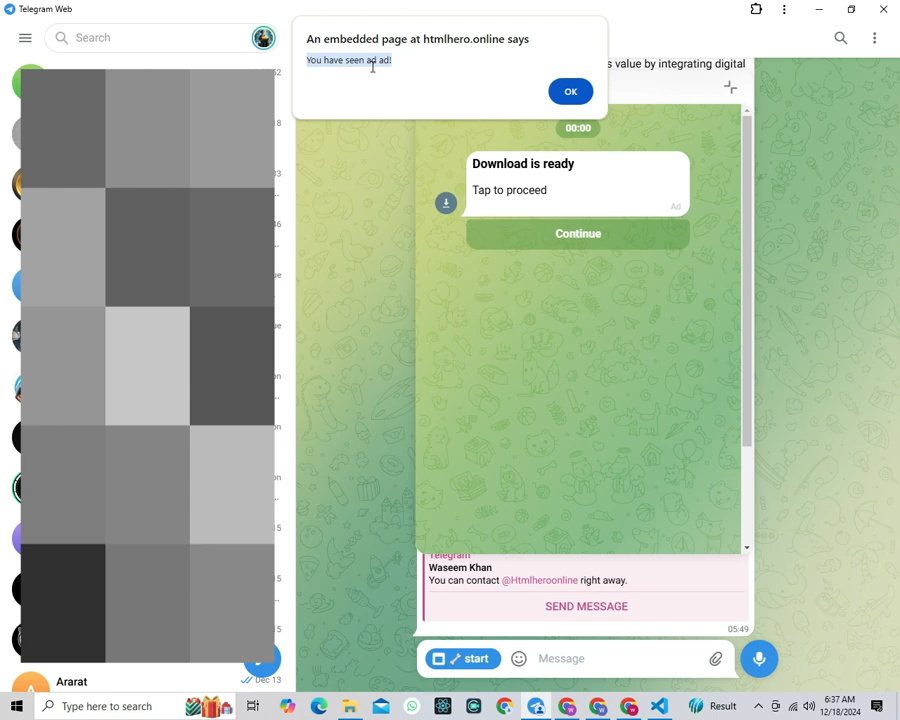 Telegram Web
Search
An embedded page at htmlhero.online says
You have seen ad ad!
OK
s value by integrating digital
00:00
Download is ready
Tap to proceed
Ad
Continue
Telegram
Waseem Khan
You can contact @Htmlheroonline right away.
SEND MESSAGE
05:49
start
Message
Ararat
Dec 13
Type here to search
Result
6:37 AM
12/18/2024